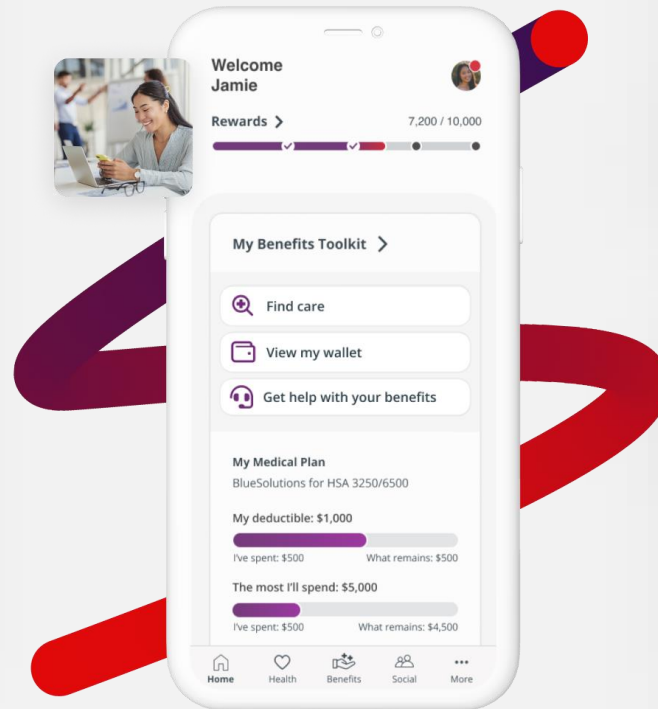 Welcome
Jamie
Rewards
7,200 / 10,000
My Benefits Toolkit
Find care
View my wallet
Get help with your benefits
My Medical Plan
BlueSolutions for HSA 3250/6500
My deductible: $1,000
I've spent: $500 What remains: $500
The most I'll spend: $5,000
I've spent: $500 What remains: $4,500
Home Health Benefits Social More